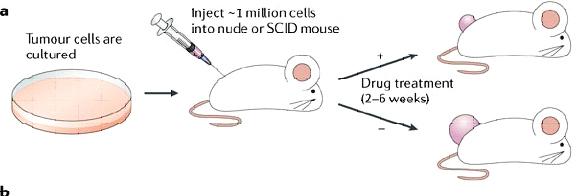 a
Tumour cells are
cultured
Inject ~1 million cells
into nude or SCID mouse
+
Drug treatment
(2–6 weeks)
–
b